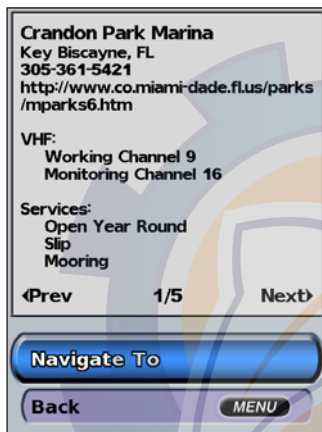 Crandon Park Marina
Key Biscayne, FL
305-361-5421
http://www.co.miami-dade.fl.us/parks
/mparks6.htm
VHF:
Working Channel 9
Monitoring Channel 16
Services:
Open Year Round
Slip
Mooring
Prev 1/5 Next
Navigate To
Back MENU